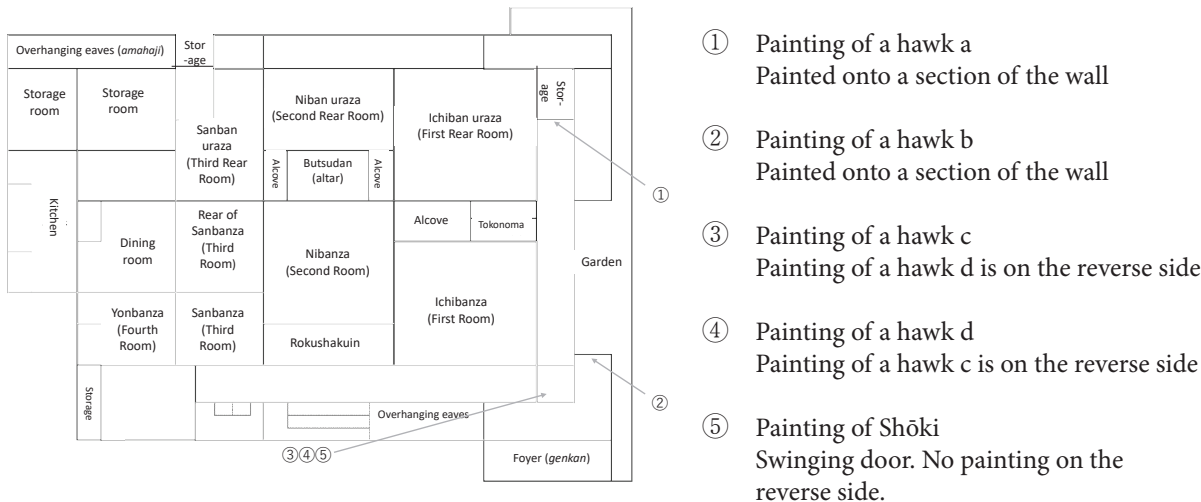 Overhanging eaves (amahaji)
Stor
-age
Storage
room
Storage
room
Sanban
uraza
(Third Rear
Room)
Niban uraza
(Second Rear Room)
Ichiban uraza
(First Rear Room)
Stor-
age
Alcove
Butsudan
(altar)
Alcove
①
Kitchen
Dining
room
Rear of
Sanbanza
(Third
Room)
Nibanza
(Second Room)
Alcove
Tokonoma
Garden
Ichibanza
(First Room)
Yonbanza
(Fourth
Room)
Sanbanza
(Third
Room)
Rokushakuin
Storage
Overhanging eaves
②
③④⑤
Foyer (genkan)
① Painting of a hawk a
Painted onto a section of the wall
② Painting of a hawk b
Painted onto a section of the wall
③ Painting of a hawk c
Painting of a hawk d is on the reverse side
④ Painting of a hawk d
Painting of a hawk c is on the reverse side
⑤ Painting of Shōki
Swinging door. No painting on the
reverse side.